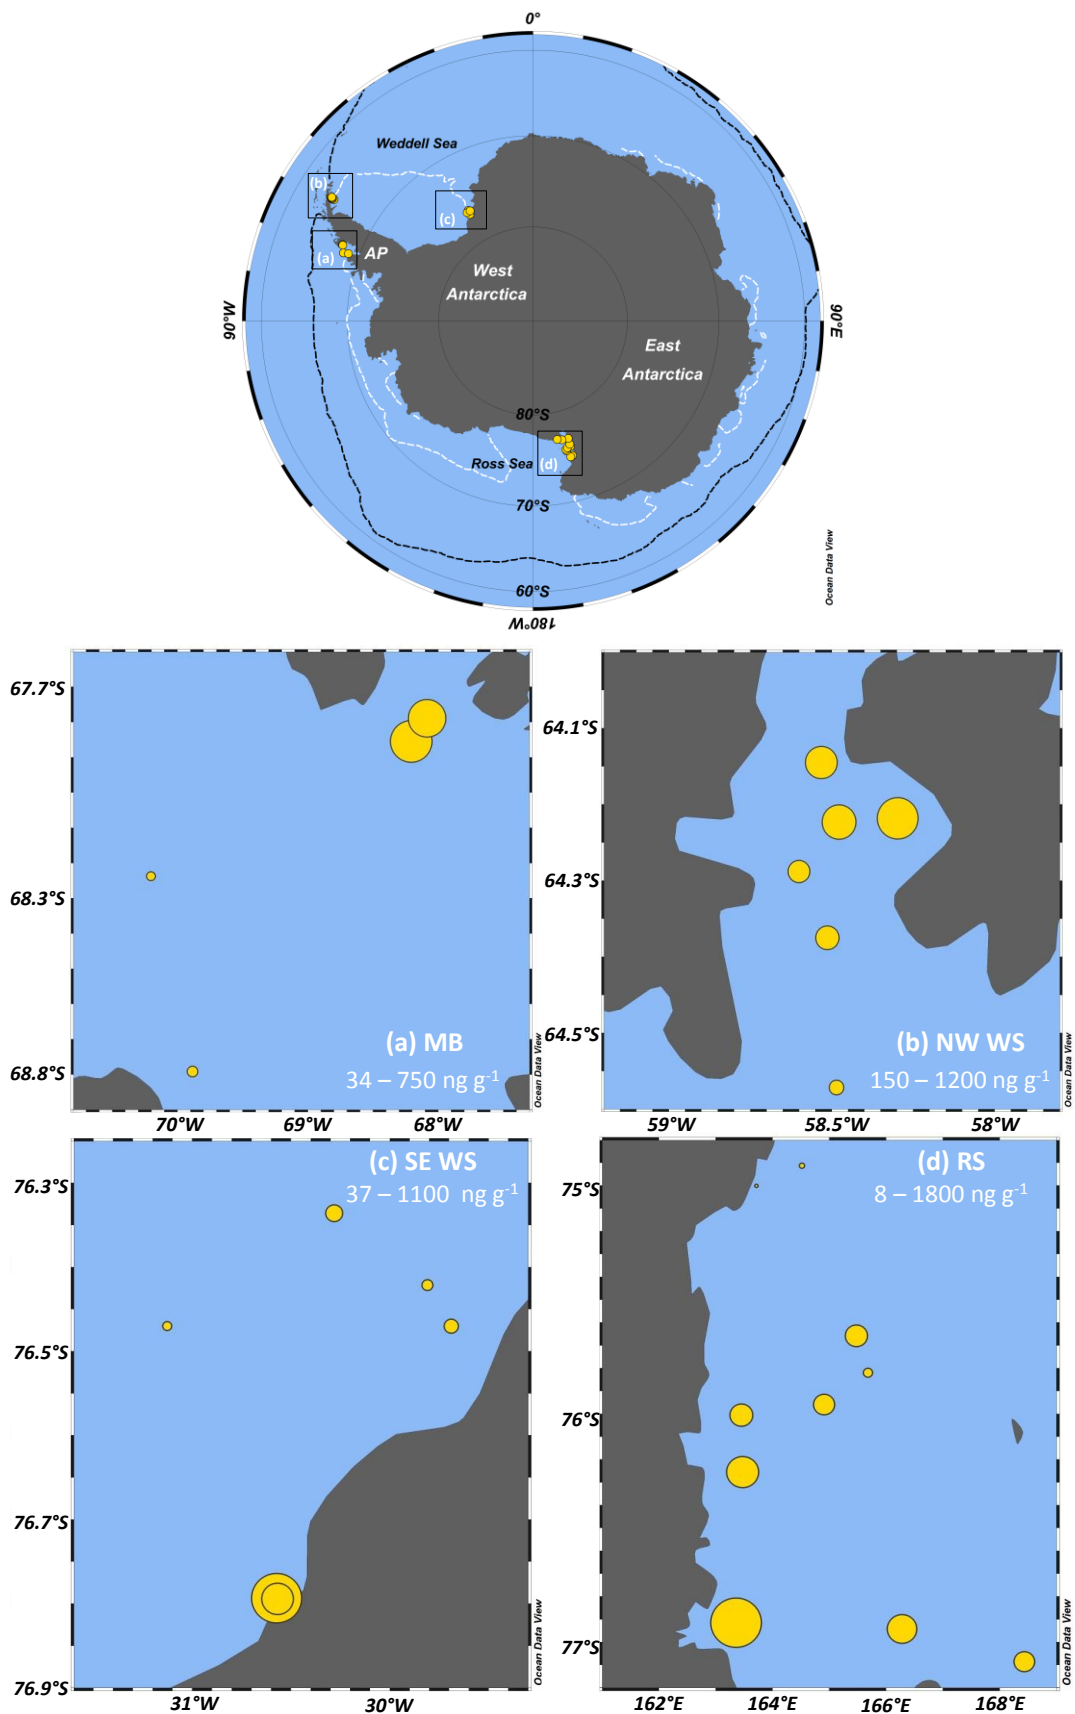 0°
Weddell Sea
(b)
(c)
(a)
AP
West
Antarctica
90°W
90°E
East
Antarctica
80°S
Ross Sea
(d)
70°S
60°S
180°W
Ocean Data View
67.7°S
68.3°S
68.8°S
(a) MB
34 – 750 ng g-1
Ocean Data View
70°W 69°W 68°W
64.1°S
64.3°S
64.5°S
(b) NW WS
150 – 1200 ng g-1
Ocean Data View
59°W 58.5°W 58°W
(c) SE WS
37 – 1100 ng g-1
76.3°S
76.5°S
76.7°S
76.9°S
Ocean Data View
31°W 30°W
(d) RS
8 – 1800 ng g-1
75°S
76°S
77°S
Ocean Data View
162°E 164°E 166°E 168°E